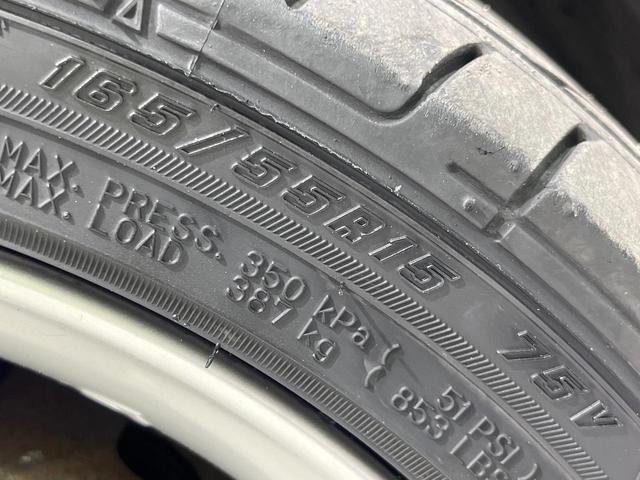 165/55R15 75V
MAX. PRESS. 350 kPa (51 PSI)
MAX. LOAD 387 kg (853 LBS